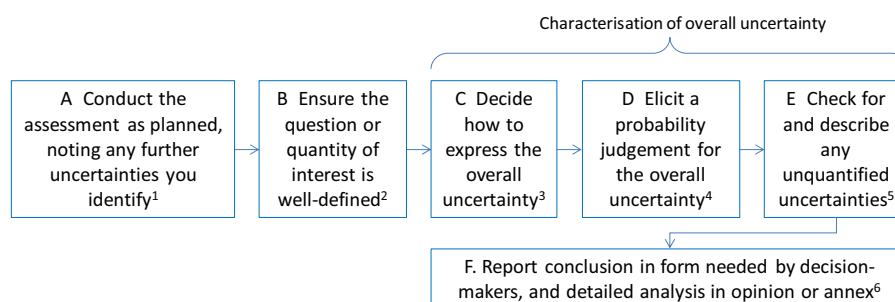 Characterisation of overall uncertainty
A Conduct the
assessment as planned,
noting any further
uncertainties you
identify1
B Ensure the
question or
quantity of
interest is
well-defined2
C Decide
how to
express the
overall
uncertainty3
D Elicit a
probability
judgement for
the overall
uncertainty4
E Check for
and describe
any
unquantified
uncertainties5
F. Report conclusion in form needed by decision-
makers, and detailed analysis in opinion or annex6